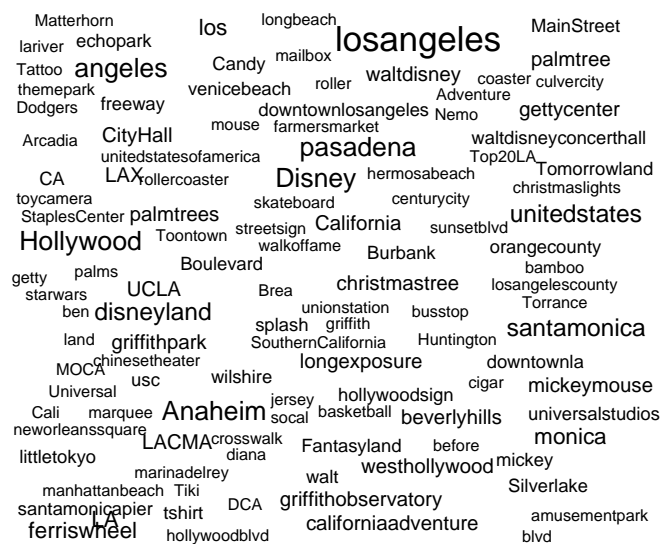 Matterhorn los longbeach losangeles MainStreet
lariver echopark
angeles Candy mailbox waltdisney palmtree
Tattoo themepark venicebeach roller coaster culvercity
Dodgers freeway downtownlosangeles Adventure Nemo gettycenter
Arcadia CityHall mouse farmersmarket pasadena waltdisneyconcerthall
unitedstatesofamerica Top20LA
CA LAX rollercoaster Disney hermosabeach Tomorrowland
toycamera skateboard centurycity christmaslights
StaplesCenter palmtrees streetsign California sunsetblvd unitedstates
Hollywood Toontown walkoffame Burbank orangecounty
getty palms Boulevard bamboo
starwars UCLA Brea christmastree losangelescounty
ben disneyland unionstation busstop Torrance
land griffithpark splash griffith SouthernCalifornia Huntington santamonica
MOCA chinesetheater longexposure downtownla
Universal usc wilshire cigar mickeymouse
Cali marquee Anaheim jersey hollywoodsign
neworleanssquare socal basketball beverlyhills universalstudios
LACMA crosswalk Fantasyland before monica
littletokyo diana
marinadelrey walt westhollywood mickey
manhattanbeach Tiki Silverlake
santamonicapier LA tshirt DCA griffithobservatory
ferriswheel hollywoodblvd californiaadventure amusementpark
blvd